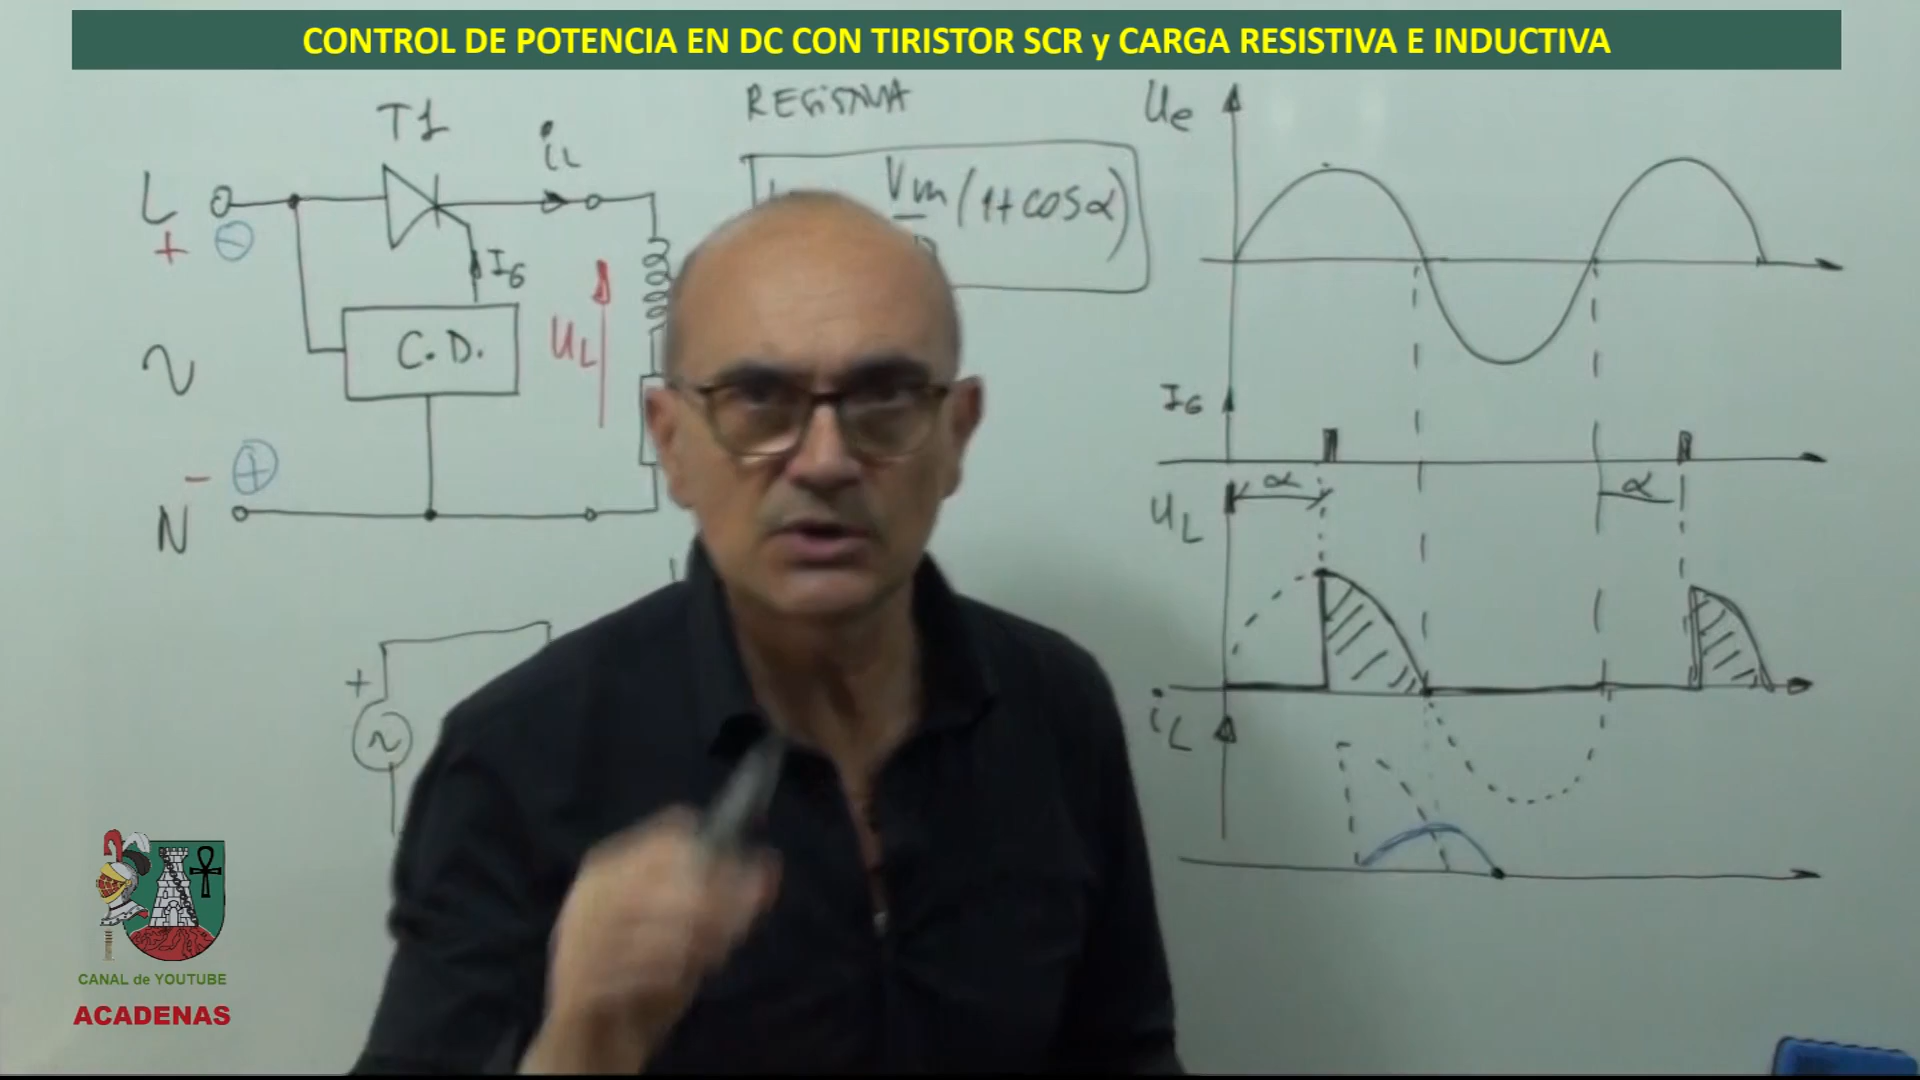 CONTROL DE POTENCIA EN DC CON TIRISTOR SCR y CARGA RESISTIVA E INDUCTIVA
T1
iL
L
+
-
IG
C.D.
UL
~
-
+
N
Vm (1+cosα)
+
~
Ue
IG
α
α
UL
iL
CANAL de YOUTUBE
ACADENAS